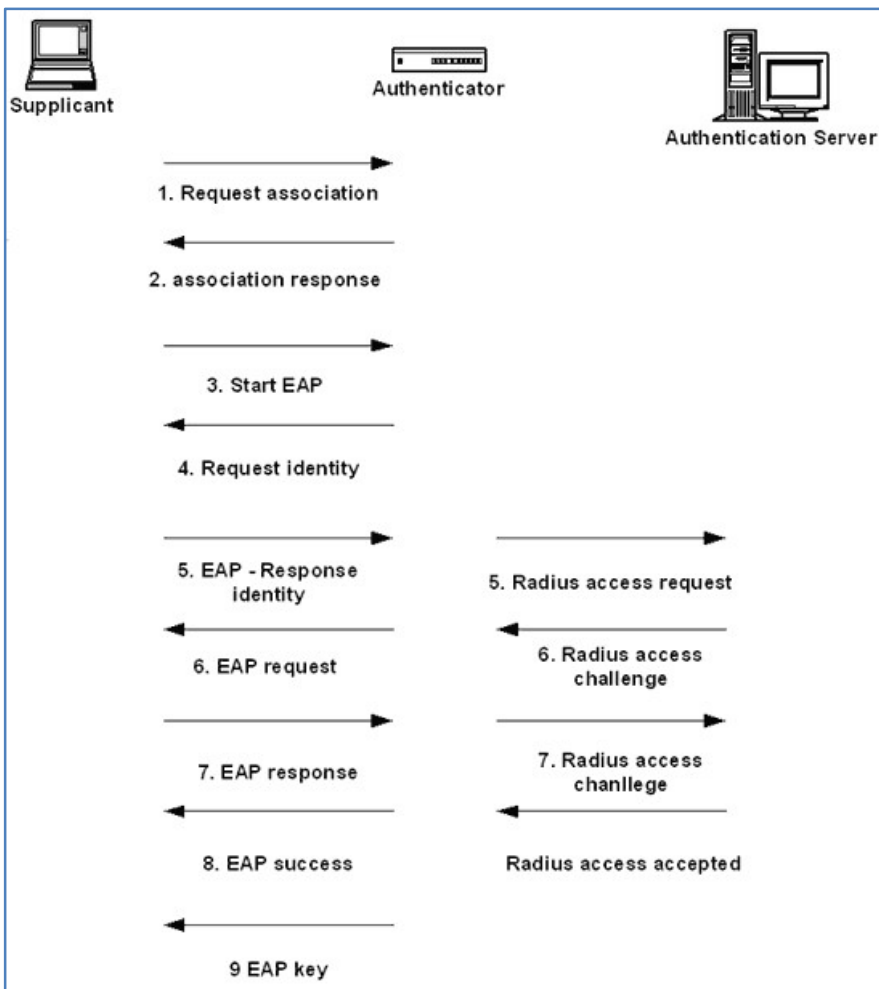 Supplicant
Authenticator
Authentication Server
1. Request association
2. association response
3. Start EAP
4. Request identity
5. EAP - Response
identity
5. Radius access request
6. EAP request
6. Radius access
challenge
7. EAP response
7. Radius access
chanllege
8. EAP success
Radius access accepted
9 EAP key